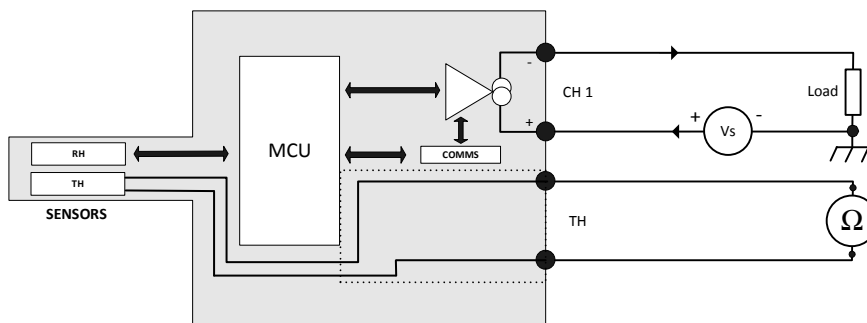 -
CH 1
Load
+
+
Vs
-
MCU
RH
COMMS
TH
SENSORS
TH
Ω